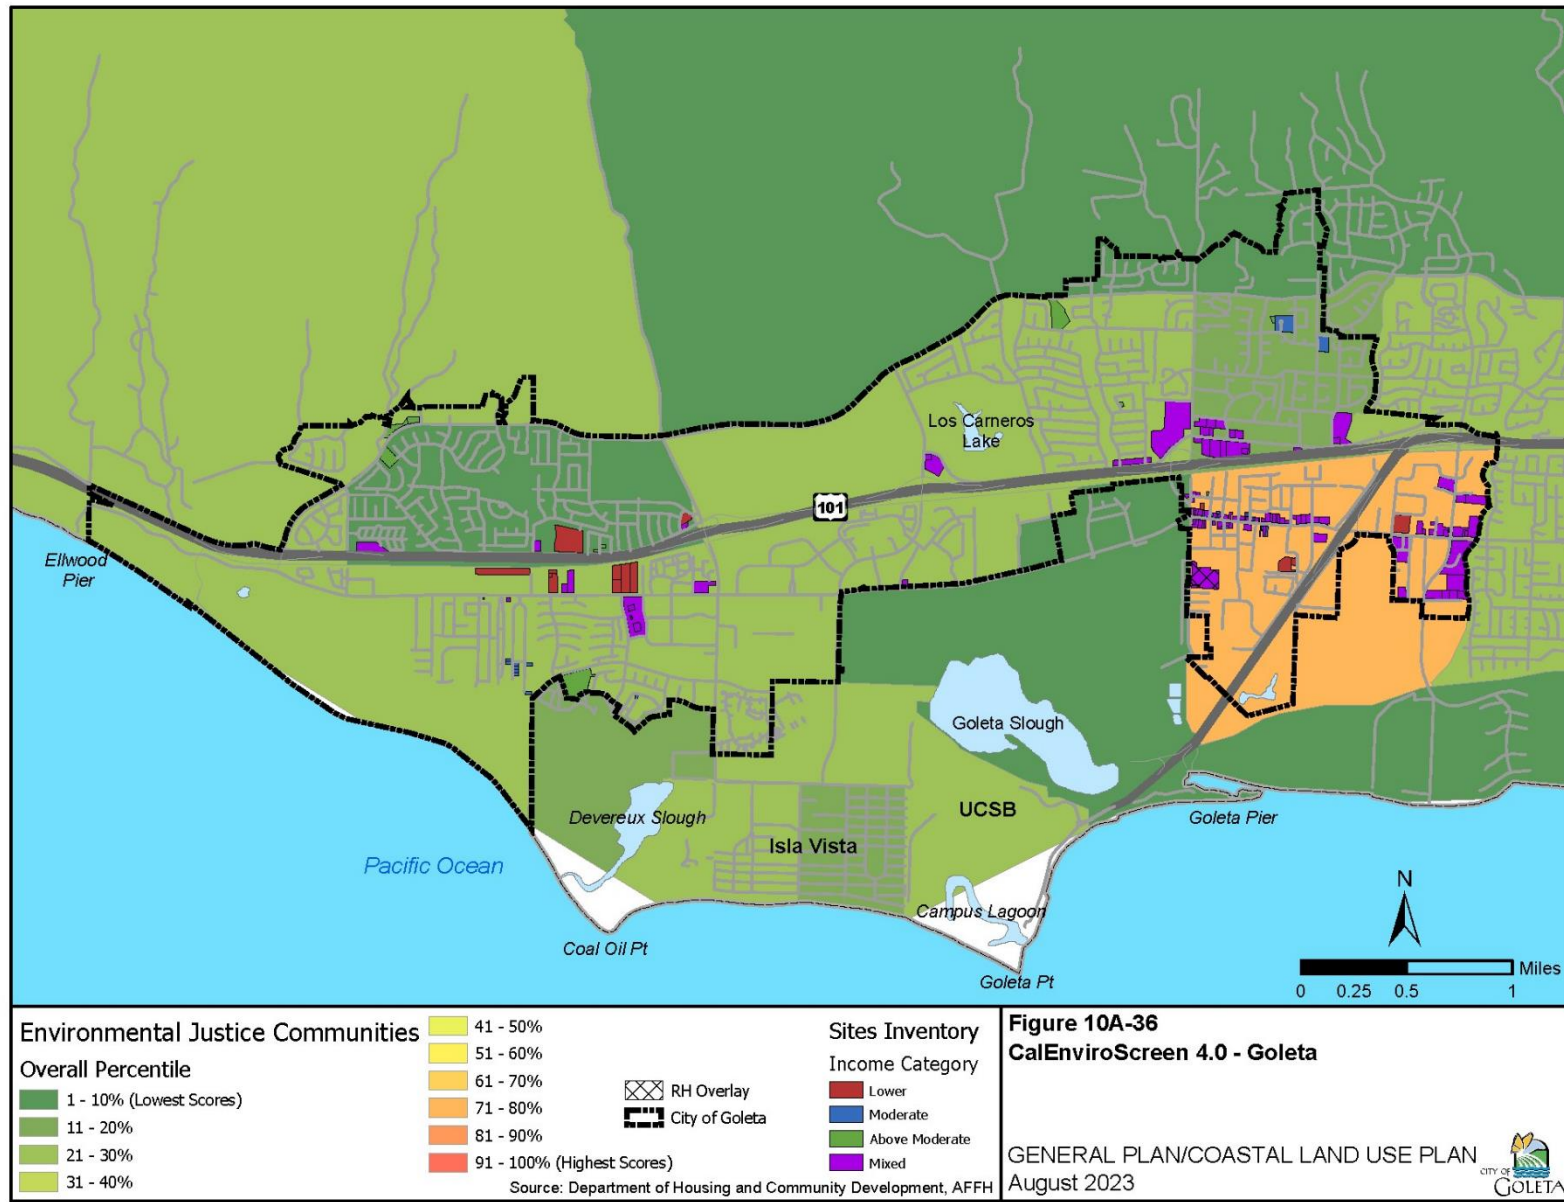 Los Carneros
Lake
101
Ellwood
Pier
Goleta Slough
Devereux Slough
UCSB
Goleta Pier
Isla Vista
Pacific Ocean
Campus Lagoon
Coal Oil Pt
Goleta Pt
N
Miles
0 0.25 0.5 1
Environmental Justice Communities
Overall Percentile
1 - 10% (Lowest Scores)
11 - 20%
21 - 30%
31 - 40%
41 - 50%
51 - 60%
61 - 70%
71 - 80%
81 - 90%
91 - 100% (Highest Scores)
RH Overlay
City of Goleta
Sites Inventory
Income Category
Lower
Moderate
Above Moderate
Mixed
Source: Department of Housing and Community Development, AFFH
Figure 10A-36
CalEnviroScreen 4.0 - Goleta
GENERAL PLAN/COASTAL LAND USE PLAN
August 2023
CITY OF
GOLETA